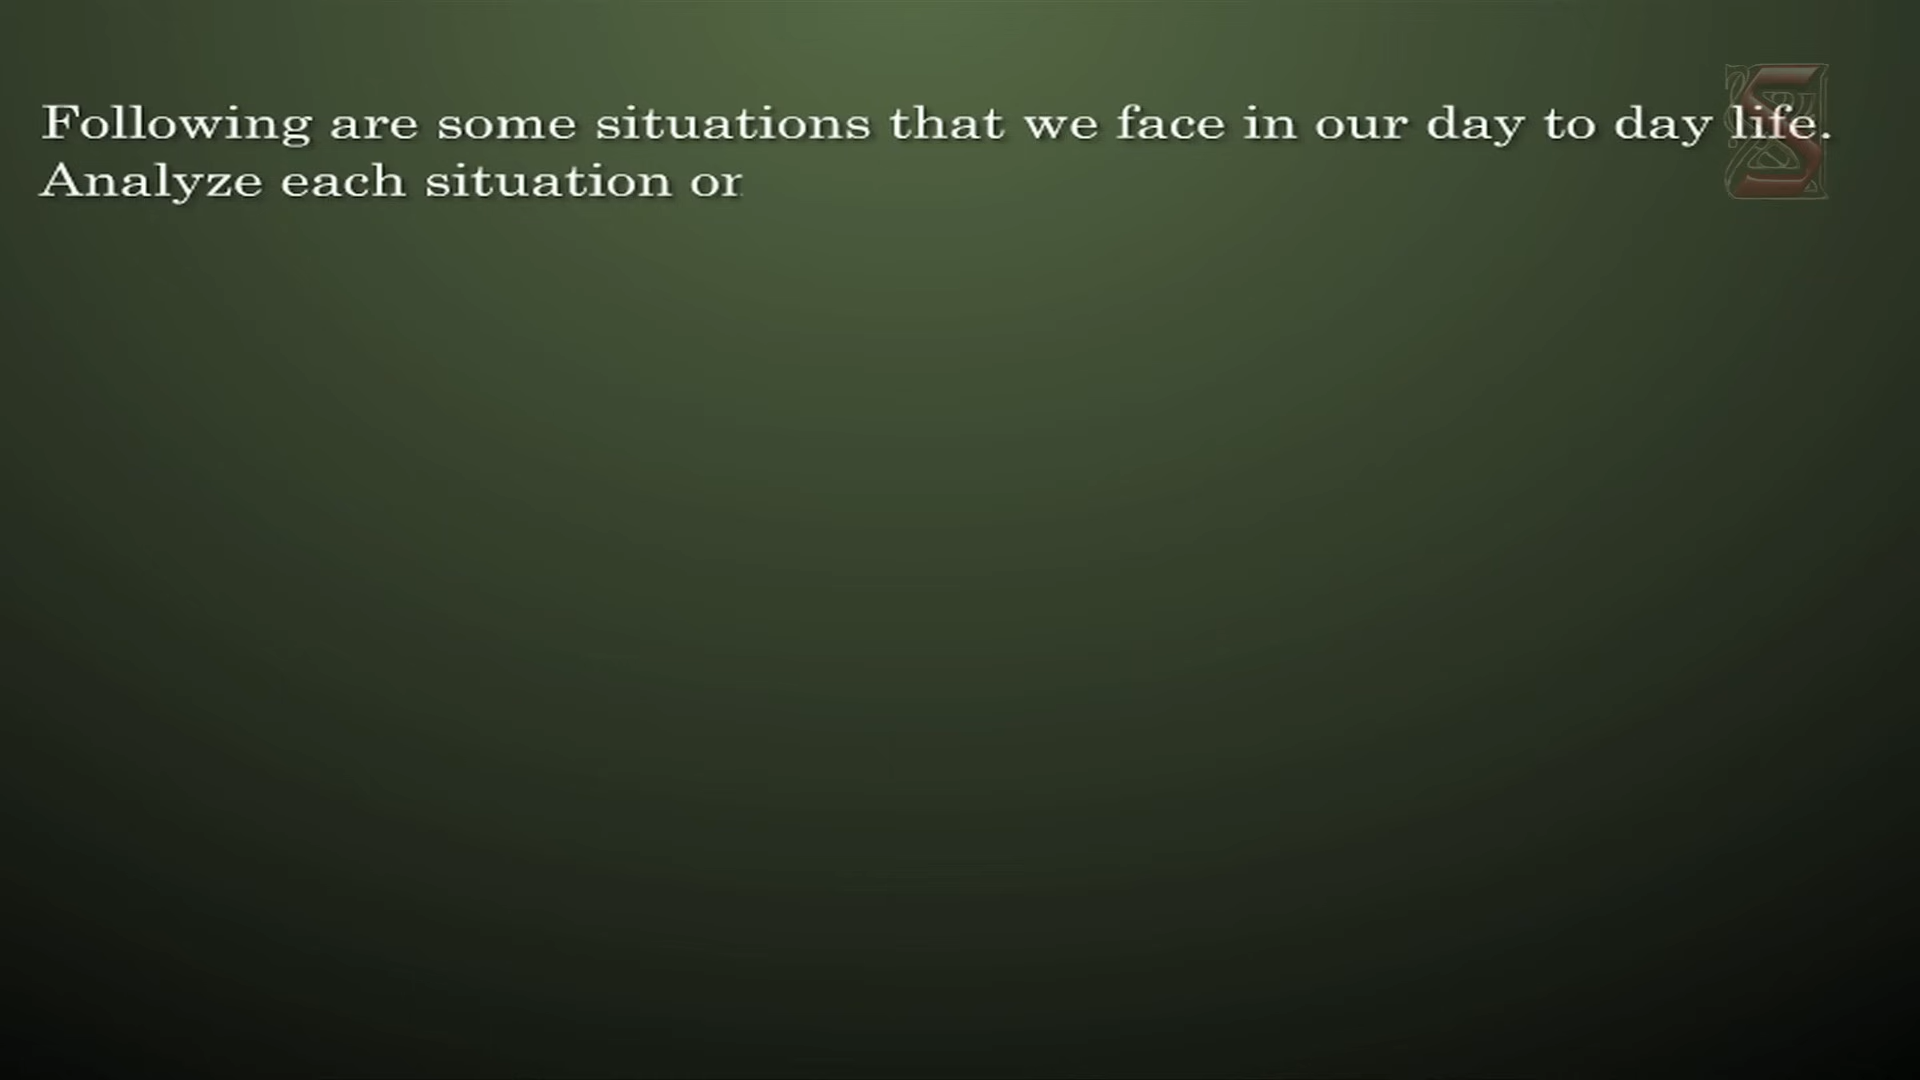 Following are some situations that we face in our day to day life.
Analyze each situation or